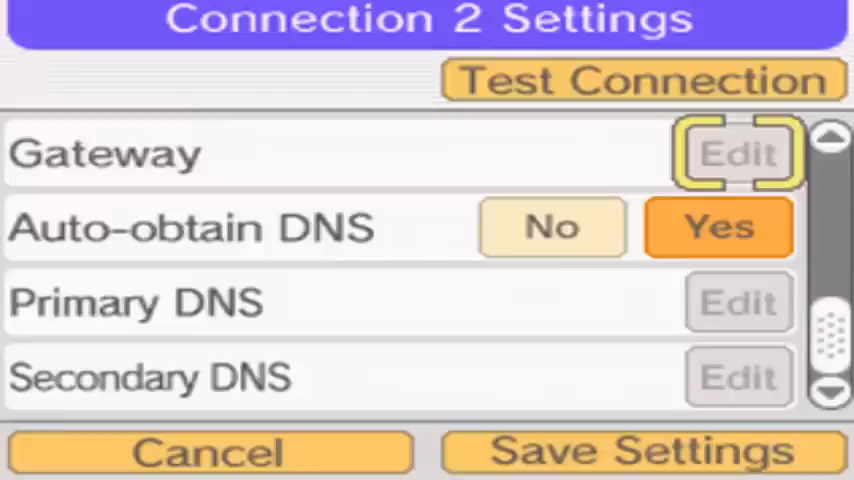 Connection 2 Settings
Test Connection
Gateway Edit
Auto-obtain DNS No Yes
Primary DNS Edit
Secondary DNS Edit
Cancel Save Settings